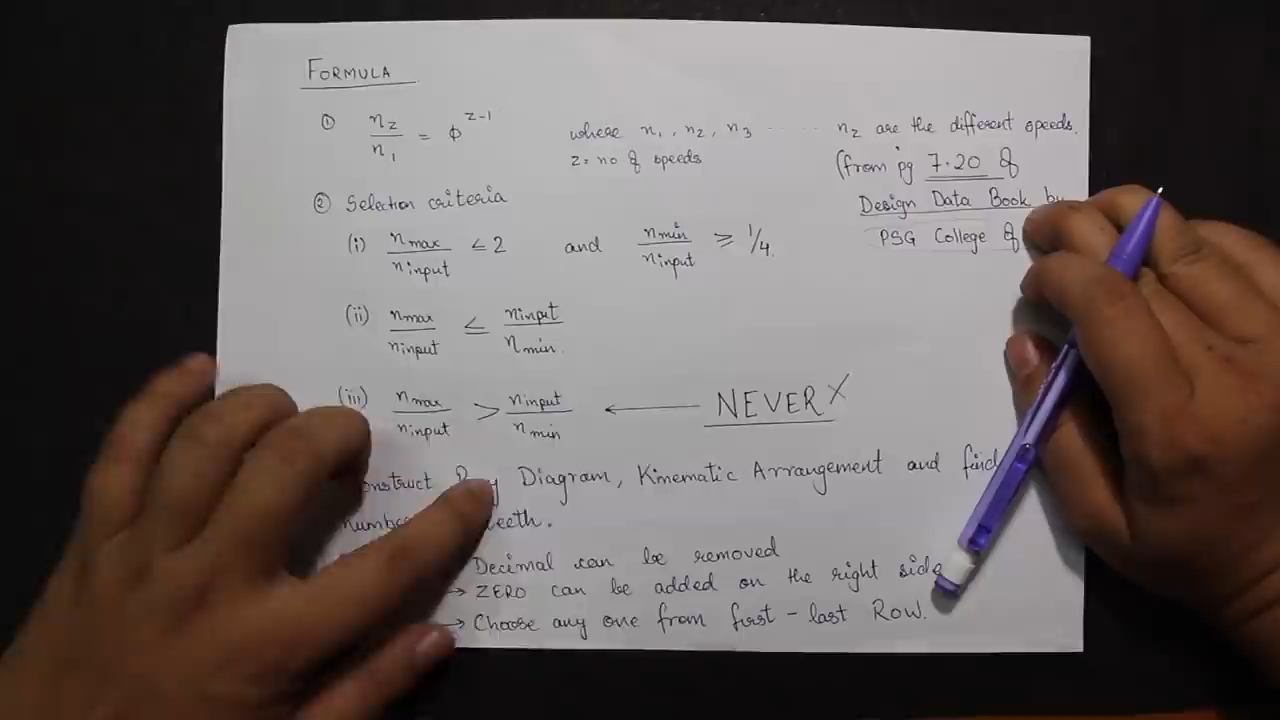 FORMULA
① n_z/n_1 = ϕ^(z-1) where n1, n2, n3 ...... nz are the different speeds.
z = no of speeds
(from pg 7.20 of
Design Data Book by
PSG College of
② Selection criteria
(i) nmax/ninput ≤ 2 and nmin/ninput ≥ 1/4.
(ii) nmax/ninput ≤ ninput/nmin.
(iii) nmax/ninput > ninput/nmin ← NEVER X
Diagram, Kinematic Arrangement and find
Decimal can be removed
→ ZERO can be added on the right side
→ Choose any one from first - last Row.